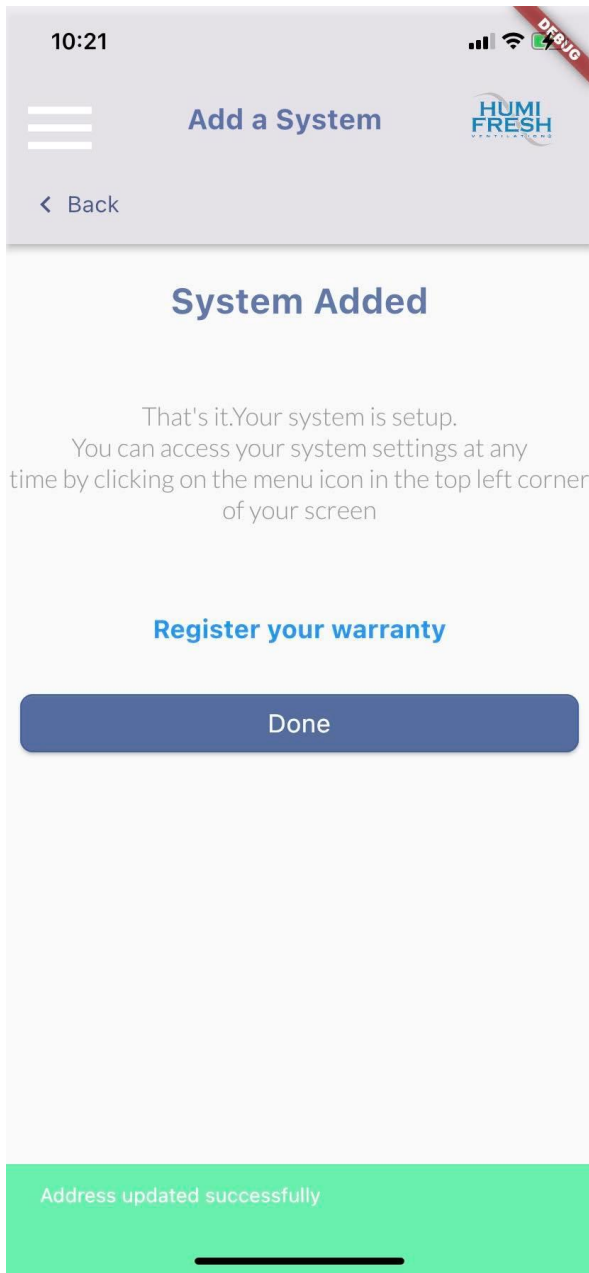 10:21
DEBUG
Add a System
HUMI
FRESH
VENTILATIONS
Back
System Added
That's it.Your system is setup.
You can access your system settings at any
time by clicking on the menu icon in the top left corner
of your screen
Register your warranty
Done
Address updated successfully